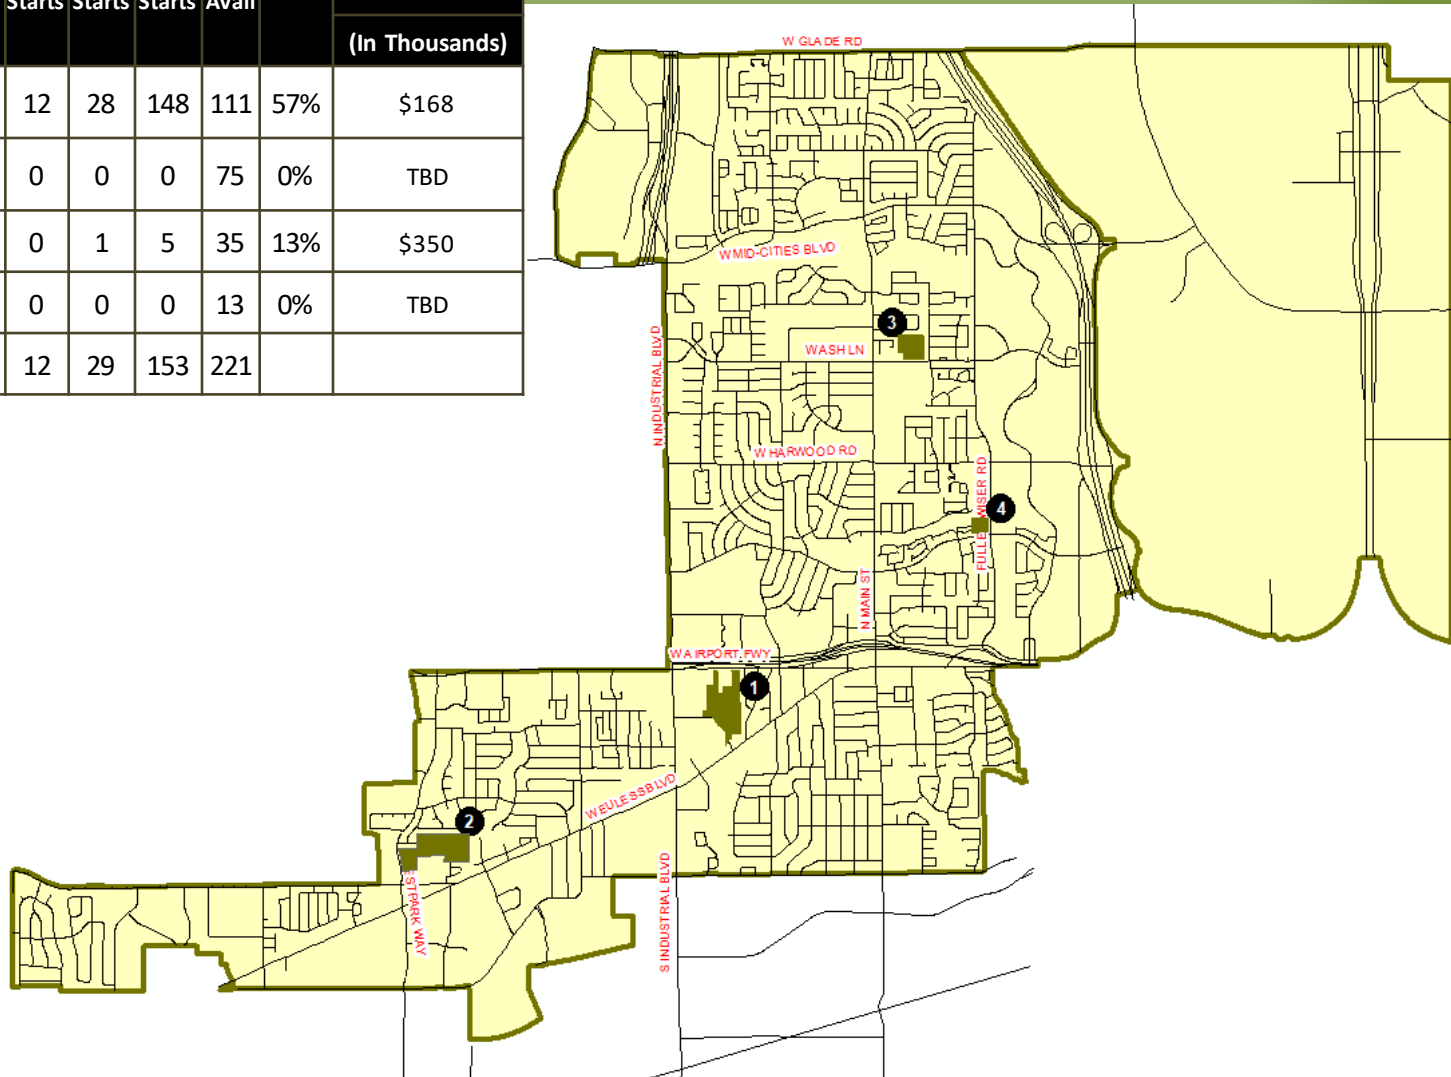 Starts Starts Starts Avail
(In Thousands)
12 28 148 111 57% $168
0 0 0 75 0% TBD
0 1 5 35 13% $350
0 0 0 13 0% TBD
12 29 153 221
W GLADE RD
W MID-CITIES BLVD
3
N INDUSTRIAL BLVD
WASH LN
W HARWOOD RD
4
FULLE WISER RD
N MAIN ST
W AIRPORT FWY
1
W EULESS BLVD
2
STPARK WAY
S INDUSTRIAL BLVD